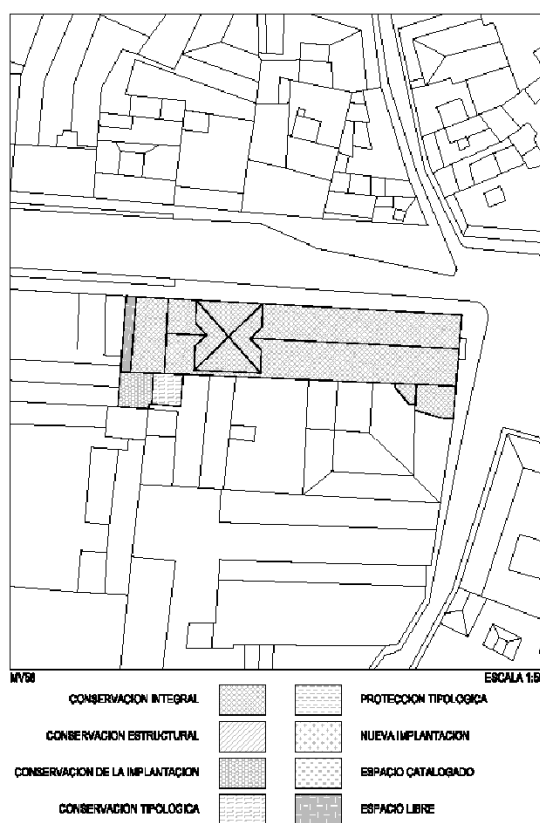 MV56 ESCALA 1:5
CONSERVACION INTEGRAL PROTECCION TIPOLOGICA
CONSERVACION ESTRUCTURAL NUEVA IMPLANTACION
CONSERVACION DE LA IMPLANTACION ESPACIO CATALOGADO
CONSERVACION TIPOLOGICA ESPACIO LIBRE